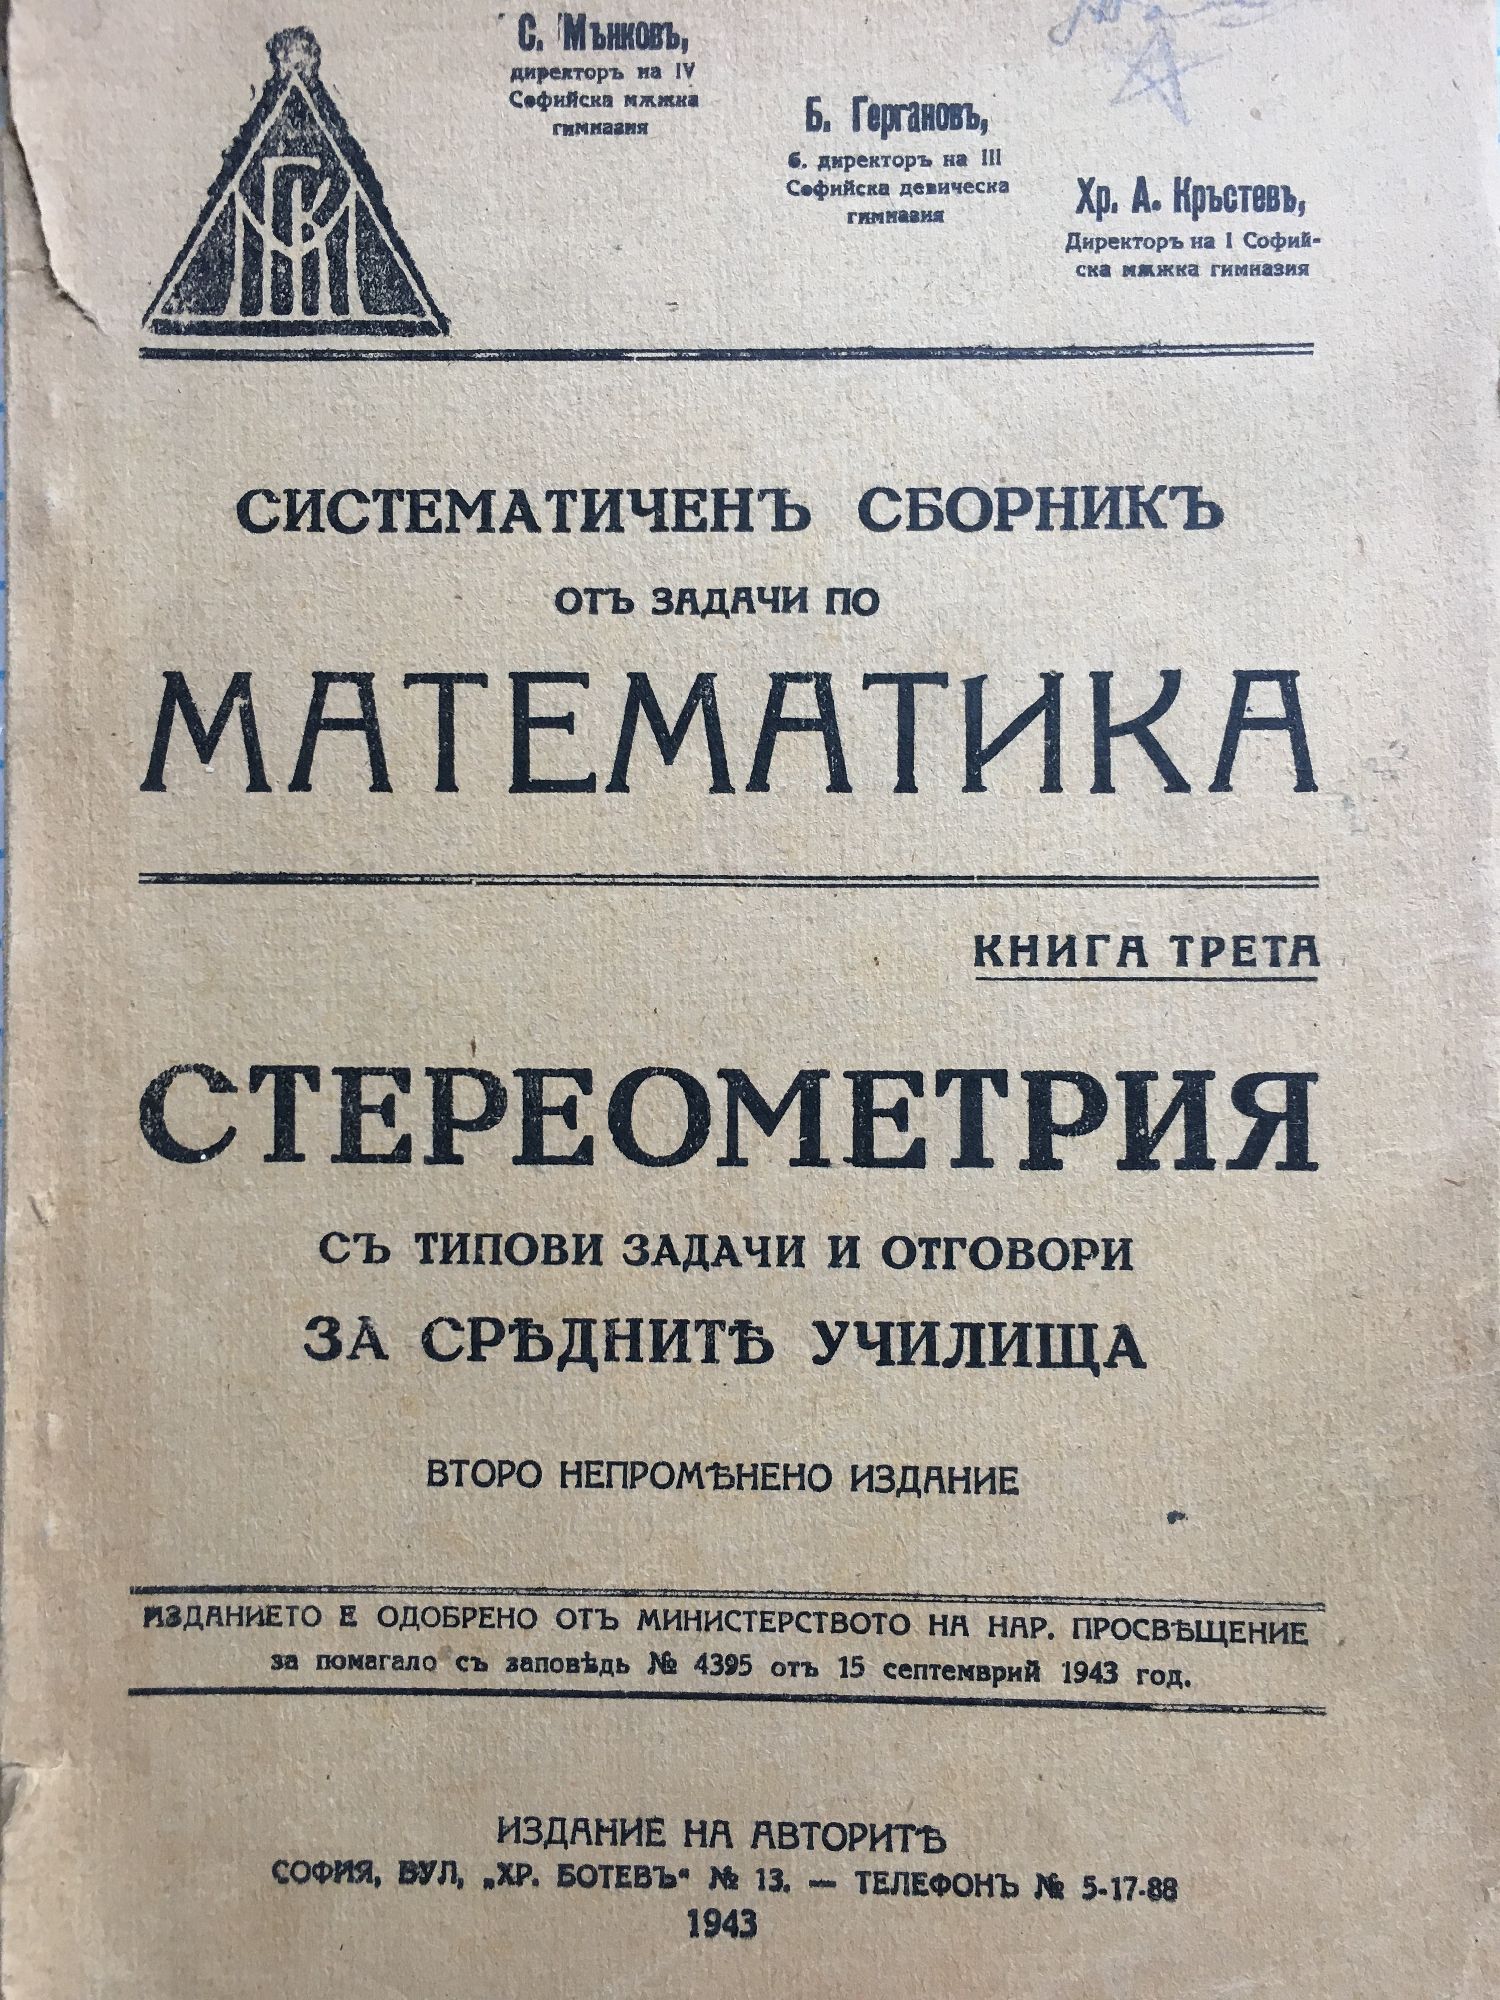 С. Мънковъ,
директоръ на IV
Софийска мѫжка
гимназия
Б. Гергановъ,
б. директоръ на III
Софийска девическа
гимназия
Хр. А. Кръстевъ,
Директоръ на I Софий-
ска мѫжка гимназия
СИСТЕМАТИЧЕНЪ СБОРНИКЪ
ОТЪ ЗАДАЧИ ПО
МАТЕМАТИКА
КНИГА ТРЕТА
СТЕРЕОМЕТРИЯ
СЪ ТИПОВИ ЗАДАЧИ И ОТГОВОРИ
ЗА СРѢДНИТѢ УЧИЛИЩА
ВТОРО НЕПРОМѢНЕНО ИЗДАНИЕ
ИЗДАНИЕТО Е ОДОБРЕНО ОТЪ МИНИСТЕРСТВОТО НА НАР. ПРОСВѢЩЕНИЕ
за помагало съ заповѣдь № 4395 отъ 15 септемврий 1943 год.
ИЗДАНИЕ НА АВТОРИТѢ
СОФИЯ, БУЛ, „ХР. БОТЕВЪ“ № 13. — ТЕЛЕФОНЪ № 5-17-88
1943